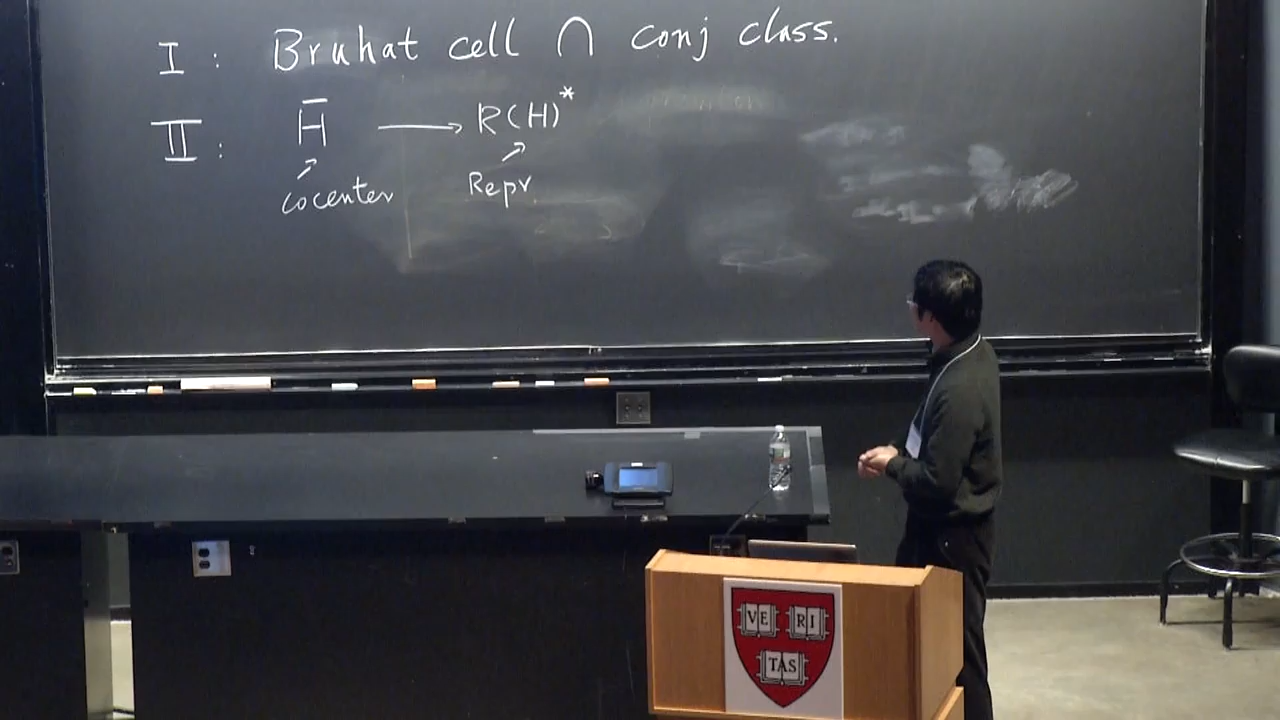 I : Bruhat cell ∩ conj class.
II : H̅ ⟶ R(H)*
cocenter Repr
VE RI
TAS